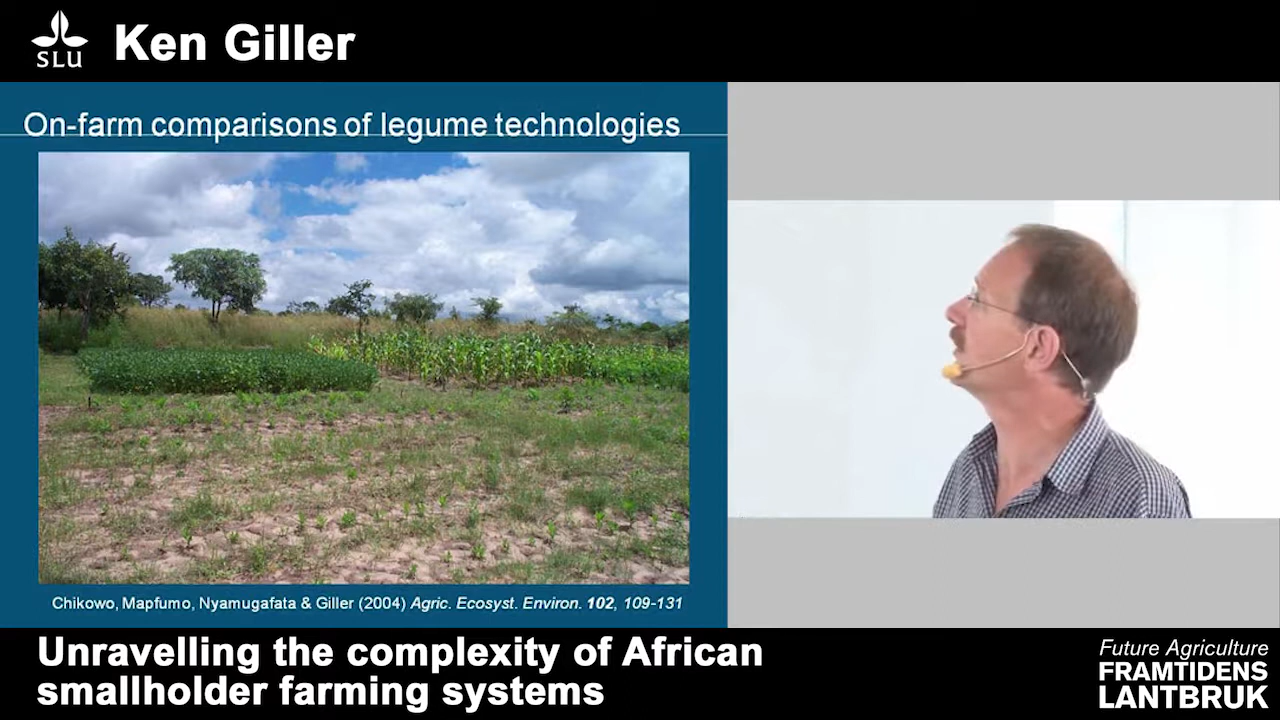 SLU
Ken Giller
On-farm comparisons of legume technologies
Chikowo, Mapfumo, Nyamugafata & Giller (2004) Agric. Ecosyst. Environ. 102, 109-131
Unravelling the complexity of African
smallholder farming systems
Future Agriculture
FRAMTIDENS
LANTBRUK